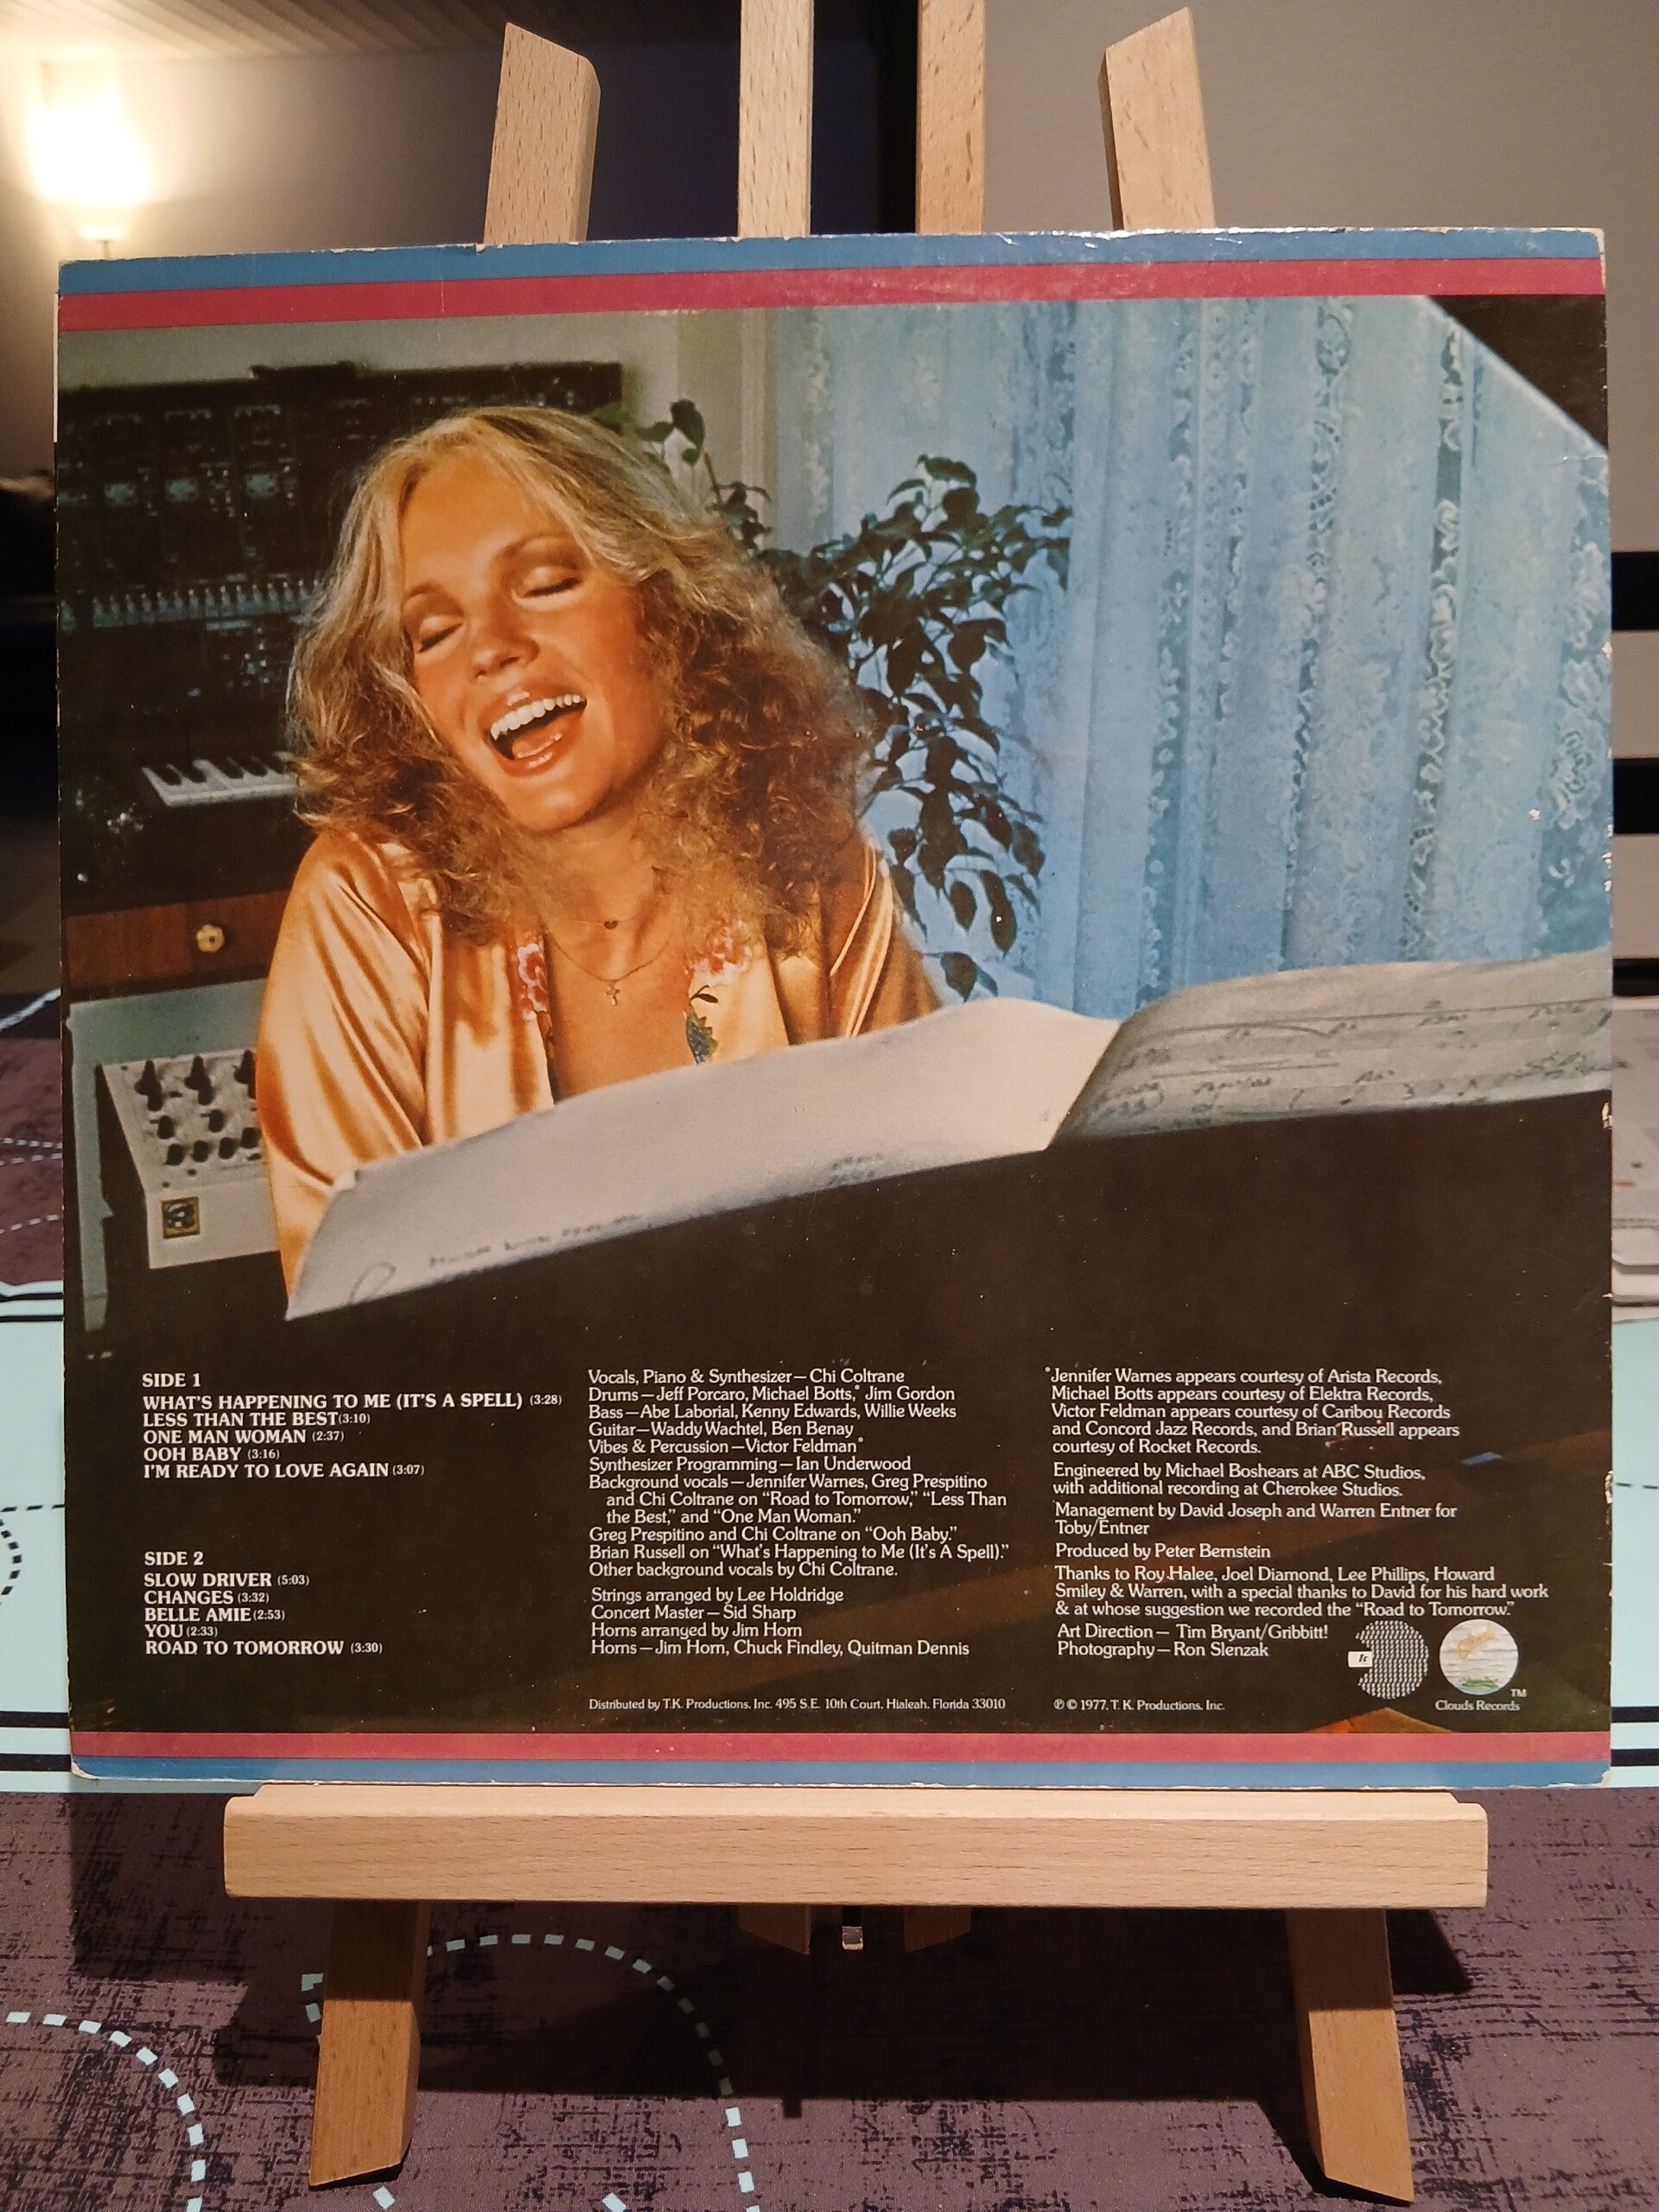 SIDE 1
WHAT'S HAPPENING TO ME (IT'S A SPELL) (3:28)
LESS THAN THE BEST (3:10)
ONE MAN WOMAN (2:37)
OOH BABY (3:16)
I'M READY TO LOVE AGAIN (3:07)
SIDE 2
SLOW DRIVER (5:03)
CHANGES (3:32)
BELLE AMIE (2:53)
YOU (2:33)
ROAD TO TOMORROW (3:30)
Vocals, Piano & Synthesizer—Chi Coltrane
Drums—Jeff Porcaro, Michael Botts,* Jim Gordon
Bass—Abe Laborial, Kenny Edwards, Willie Weeks
Guitar—Waddy Wachtel, Ben Benay
Vibes & Percussion—Victor Feldman*
Synthesizer Programming—Ian Underwood
Background vocals—Jennifer Warnes, Greg Prespitino
and Chi Coltrane on “Road to Tomorrow,” “Less Than
the Best,” and “One Man Woman.”
Greg Prespitino and Chi Coltrane on “Ooh Baby.”
Brian Russell on “What's Happening to Me (It's A Spell).”
Other background vocals by Chi Coltrane.
Strings arranged by Lee Holdridge
Concert Master—Sid Sharp
Horns arranged by Jim Horn
Horns—Jim Horn, Chuck Findley, Quitman Dennis
Distributed by T.K. Productions, Inc. 495 S.E. 10th Court, Hialeah, Florida 33010
*Jennifer Warnes appears courtesy of Arista Records,
Michael Botts appears courtesy of Elektra Records,
Victor Feldman appears courtesy of Caribou Records
and Concord Jazz Records, and Brian Russell appears
courtesy of Rocket Records.
Engineered by Michael Boshears at ABC Studios,
with additional recording at Cherokee Studios.
Management by David Joseph and Warren Entner for
Toby/Entner
Produced by Peter Bernstein
Thanks to Roy Halee, Joel Diamond, Lee Phillips, Howard
Smiley & Warren, with a special thanks to David for his hard work
& at whose suggestion we recorded the “Road to Tomorrow.”
Art Direction— Tim Bryant/Gribbitt!
Photography—Ron Slenzak
℗ © 1977, T. K. Productions, Inc.
tk
TM
Clouds Records